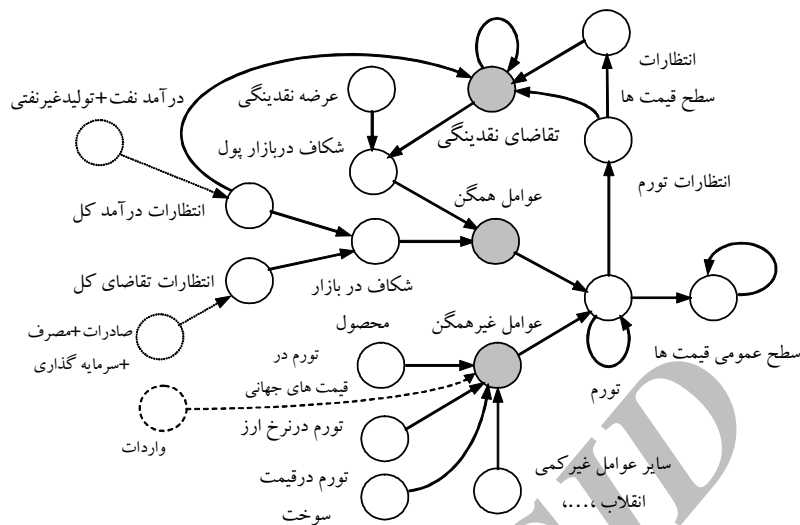 انتظارات
سطح قیمت ها
درآمد نفت+تولیدغیرنفتی
عرضه نقدینگی
تقاضای نقدینگی
شکاف دربازار پول
انتظارات تورم
عوامل همگن
انتظارات درآمد کل
انتظارات تقاضای کل
شکاف در بازار
محصول
صادرات+مصرف
+سرمایه گذاری
عوامل غیرهمگن
سطح عمومی قیمت ها
تورم در
قیمت های جهانی
تورم
واردات
تورم درنرخ ارز
تورم درقیمت
سوخت
سایر عوامل غیرکمی
انقلاب ،....،
SID